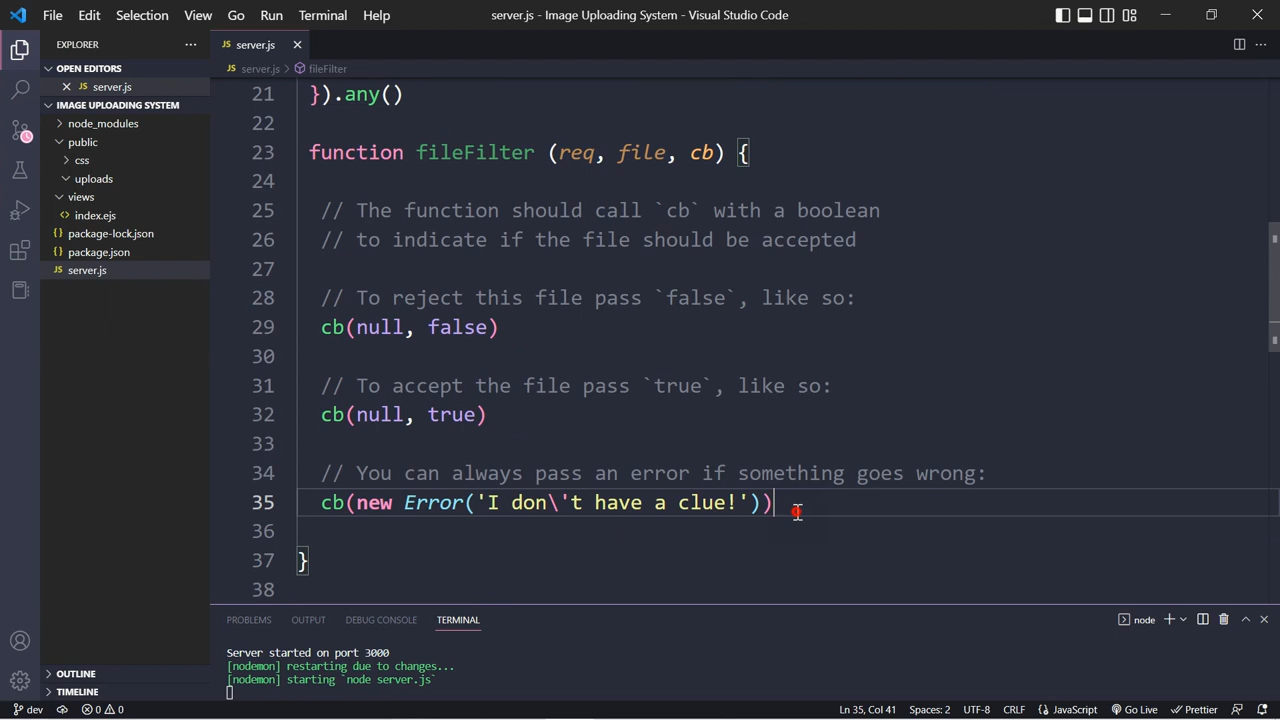 File Edit Selection View Go Run Terminal Help server.js - Image Uploading System - Visual Studio Code
EXPLORER ...
JS server.js
JS server.js > fileFilter
OPEN EDITORS
JS server.js
IMAGE UPLOADING SYSTEM
node_modules
public
css
uploads
views
<> index.ejs
{} package-lock.json
{} package.json
JS server.js
21 }).any()
22
23 function fileFilter (req, file, cb) {
24
25 // The function should call `cb` with a boolean
26 // to indicate if the file should be accepted
27
28 // To reject this file pass `false`, like so:
29 cb(null, false)
30
31 // To accept the file pass `true`, like so:
32 cb(null, true)
33
34 // You can always pass an error if something goes wrong:
35 cb(new Error('I don\'t have a clue!'))
36
37 }
38
PROBLEMS OUTPUT DEBUG CONSOLE TERMINAL node
Server started on port 3000
[nodemon] restarting due to changes...
[nodemon] starting `node server.js`
OUTLINE
TIMELINE
dev 0 0 Ln 35, Col 41 Spaces: 2 UTF-8 CRLF JavaScript Go Live Prettier